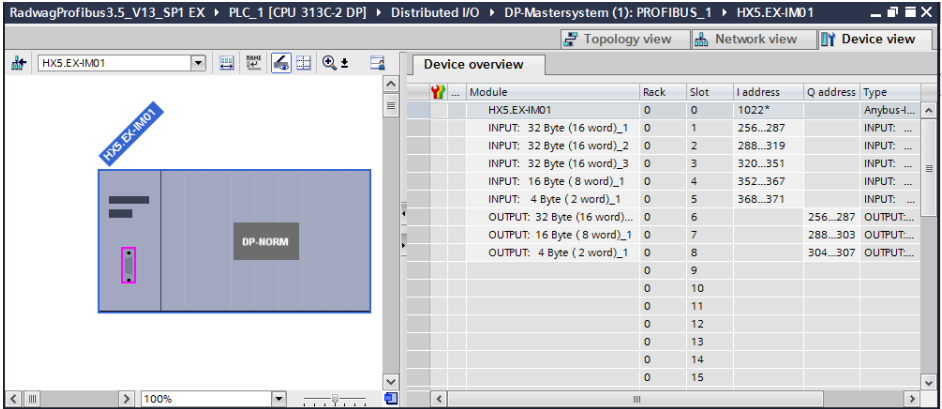 RadwagProfibus3.5_V13_SP1 EX ▸ PLC_1 [CPU 313C-2 DP] ▸ Distributed I/O ▸ DP-Mastersystem (1): PROFIBUS_1 ▸ HX5.EX-IM01
Topology view Network view Device view
HX5.EX-IM01
Device overview
... Module Rack Slot I address Q address Type
HX5.EX-IM01 0 0 1022* Anybus-I...
INPUT: 32 Byte (16 word)_1 0 1 256...287 INPUT: ...
INPUT: 32 Byte (16 word)_2 0 2 288...319 INPUT: ...
INPUT: 32 Byte (16 word)_3 0 3 320...351 INPUT: ...
INPUT: 16 Byte ( 8 word)_1 0 4 352...367 INPUT: ...
INPUT: 4 Byte ( 2 word)_1 0 5 368...371 INPUT: ...
OUTPUT: 32 Byte (16 word)... 0 6 256...287 OUTPUT:...
OUTPUT: 16 Byte ( 8 word)_1 0 7 288...303 OUTPUT:...
OUTPUT: 4 Byte ( 2 word)_1 0 8 304...307 OUTPUT:...
0 9
0 10
0 11
0 12
0 13
0 14
0 15
HX5.EX-IM01
DP-NORM
100%